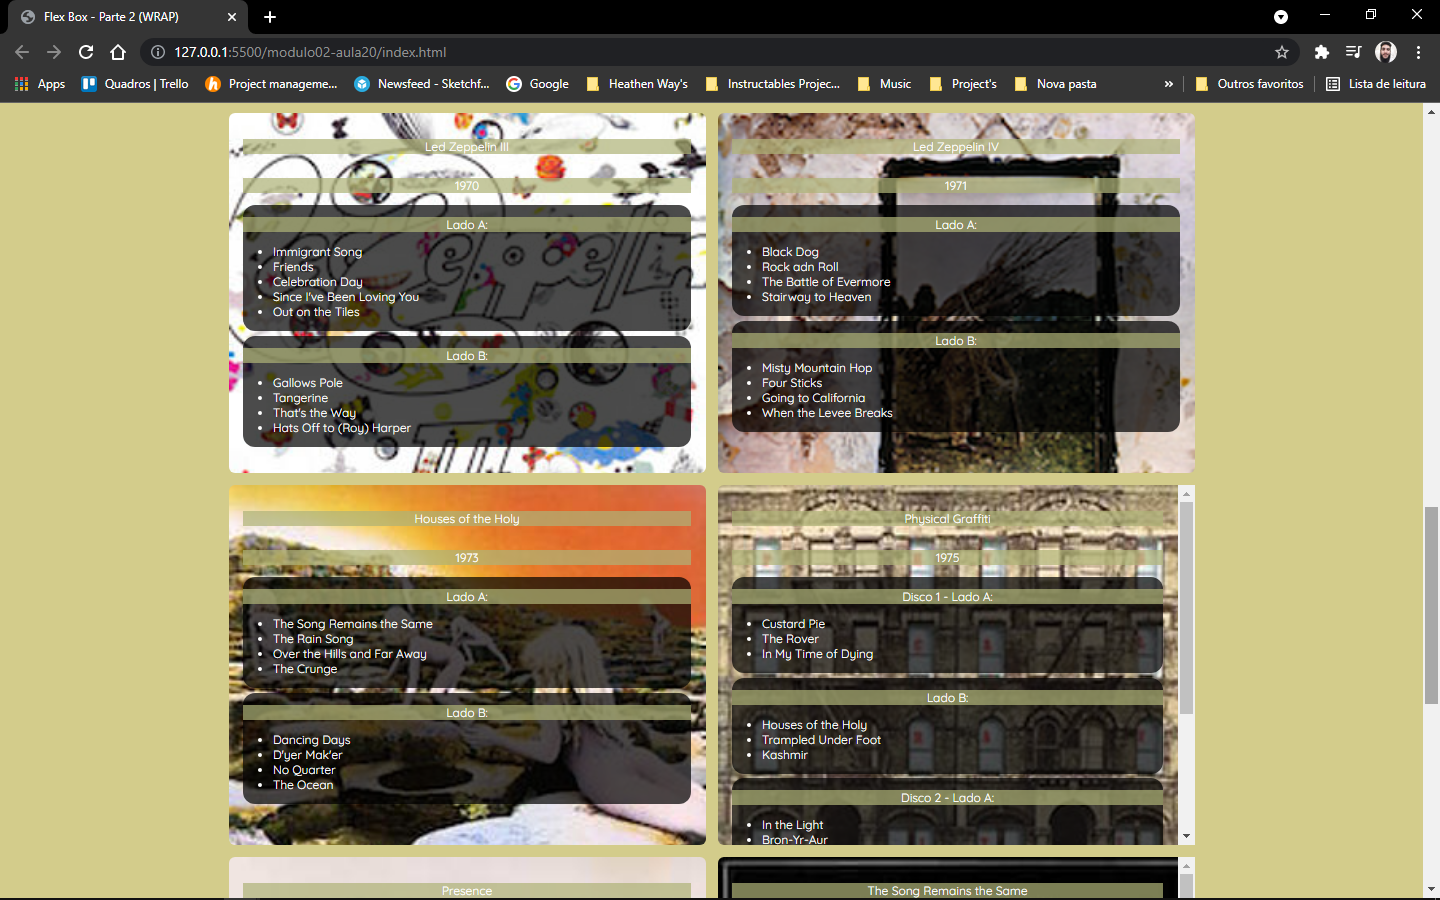 Flex Box - Parte 2 (WRAP)
127.0.0.1:5500/modulo02-aula20/index.html
Apps
Quadros | Trello
Project manageme...
Newsfeed - Sketchf...
Google
Heathen Way's
Instructables Projec...
Music
Project's
Nova pasta
»
Outros favoritos
Lista de leitura
Led Zeppelin III
1970
Lado A:
• Immigrant Song
• Friends
• Celebration Day
• Since I've Been Loving You
• Out on the Tiles
Lado B:
• Gallows Pole
• Tangerine
• That's the Way
• Hats Off to (Roy) Harper
Led Zeppelin IV
1971
Lado A:
• Black Dog
• Rock adn Roll
• The Battle of Evermore
• Stairway to Heaven
Lado B:
• Misty Mountain Hop
• Four Sticks
• Going to California
• When the Levee Breaks
Houses of the Holy
1973
Lado A:
• The Song Remains the Same
• The Rain Song
• Over the Hills and Far Away
• The Crunge
Lado B:
• Dancing Days
• D'yer Mak'er
• No Quarter
• The Ocean
Physical Graffiti
1975
Disco 1 - Lado A:
• Custard Pie
• The Rover
• In My Time of Dying
Lado B:
• Houses of the Holy
• Trampled Under Foot
• Kashmir
Disco 2 - Lado A:
• In the Light
• Bron-Yr-Aur
Presence
The Song Remains the Same